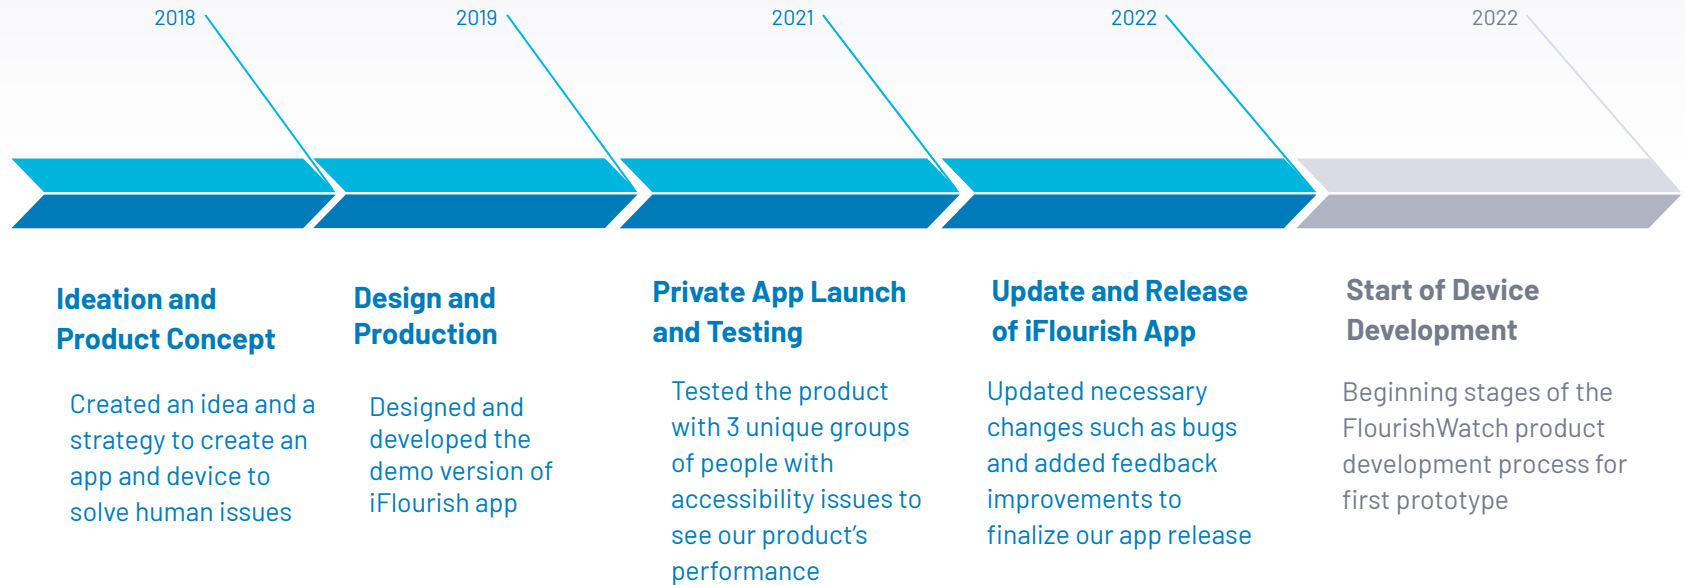 2018
2019
2021
2022
2022
Ideation and
Product Concept
Created an idea and a
strategy to create an
app and device to
solve human issues
Design and
Production
Designed and
developed the
demo version of
iFlourish app
Private App Launch
and Testing
Tested the product
with 3 unique groups
of people with
accessibility issues to
see our product’s
performance
Update and Release
of iFlourish App
Updated necessary
changes such as bugs
and added feedback
improvements to
finalize our app release
Start of Device
Development
Beginning stages of the
FlourishWatch product
development process for
first prototype